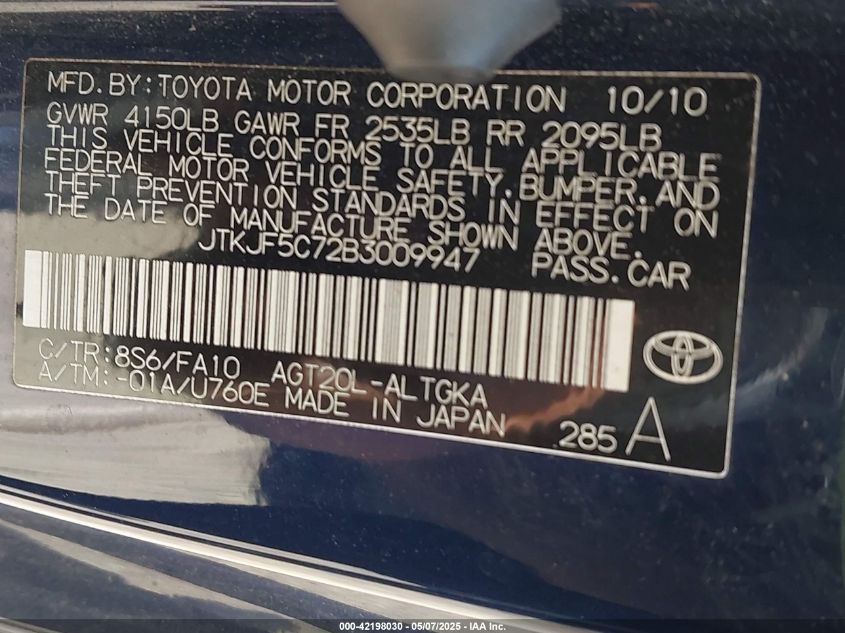 MFD. BY: TOYOTA MOTOR CORPORATION 10/10
GVWR 4150LB GAWR FR 2535LB RR 2095LB
THIS VEHICLE CONFORMS TO ALL APPLICABLE
FEDERAL MOTOR VEHICLE SAFETY, BUMPER, AND
THEFT PREVENTION STANDARDS IN EFFECT ON
THE DATE OF MANUFACTURE SHOWN ABOVE.
JTKJF5C72B3009947 PASS. CAR
C/TR: 8S6/FA10 AGT20L-ALTGKA
A/TM: -01A/U760E MADE IN JAPAN
285 A
000-42198030 - 05/07/2025 - IAA Inc.